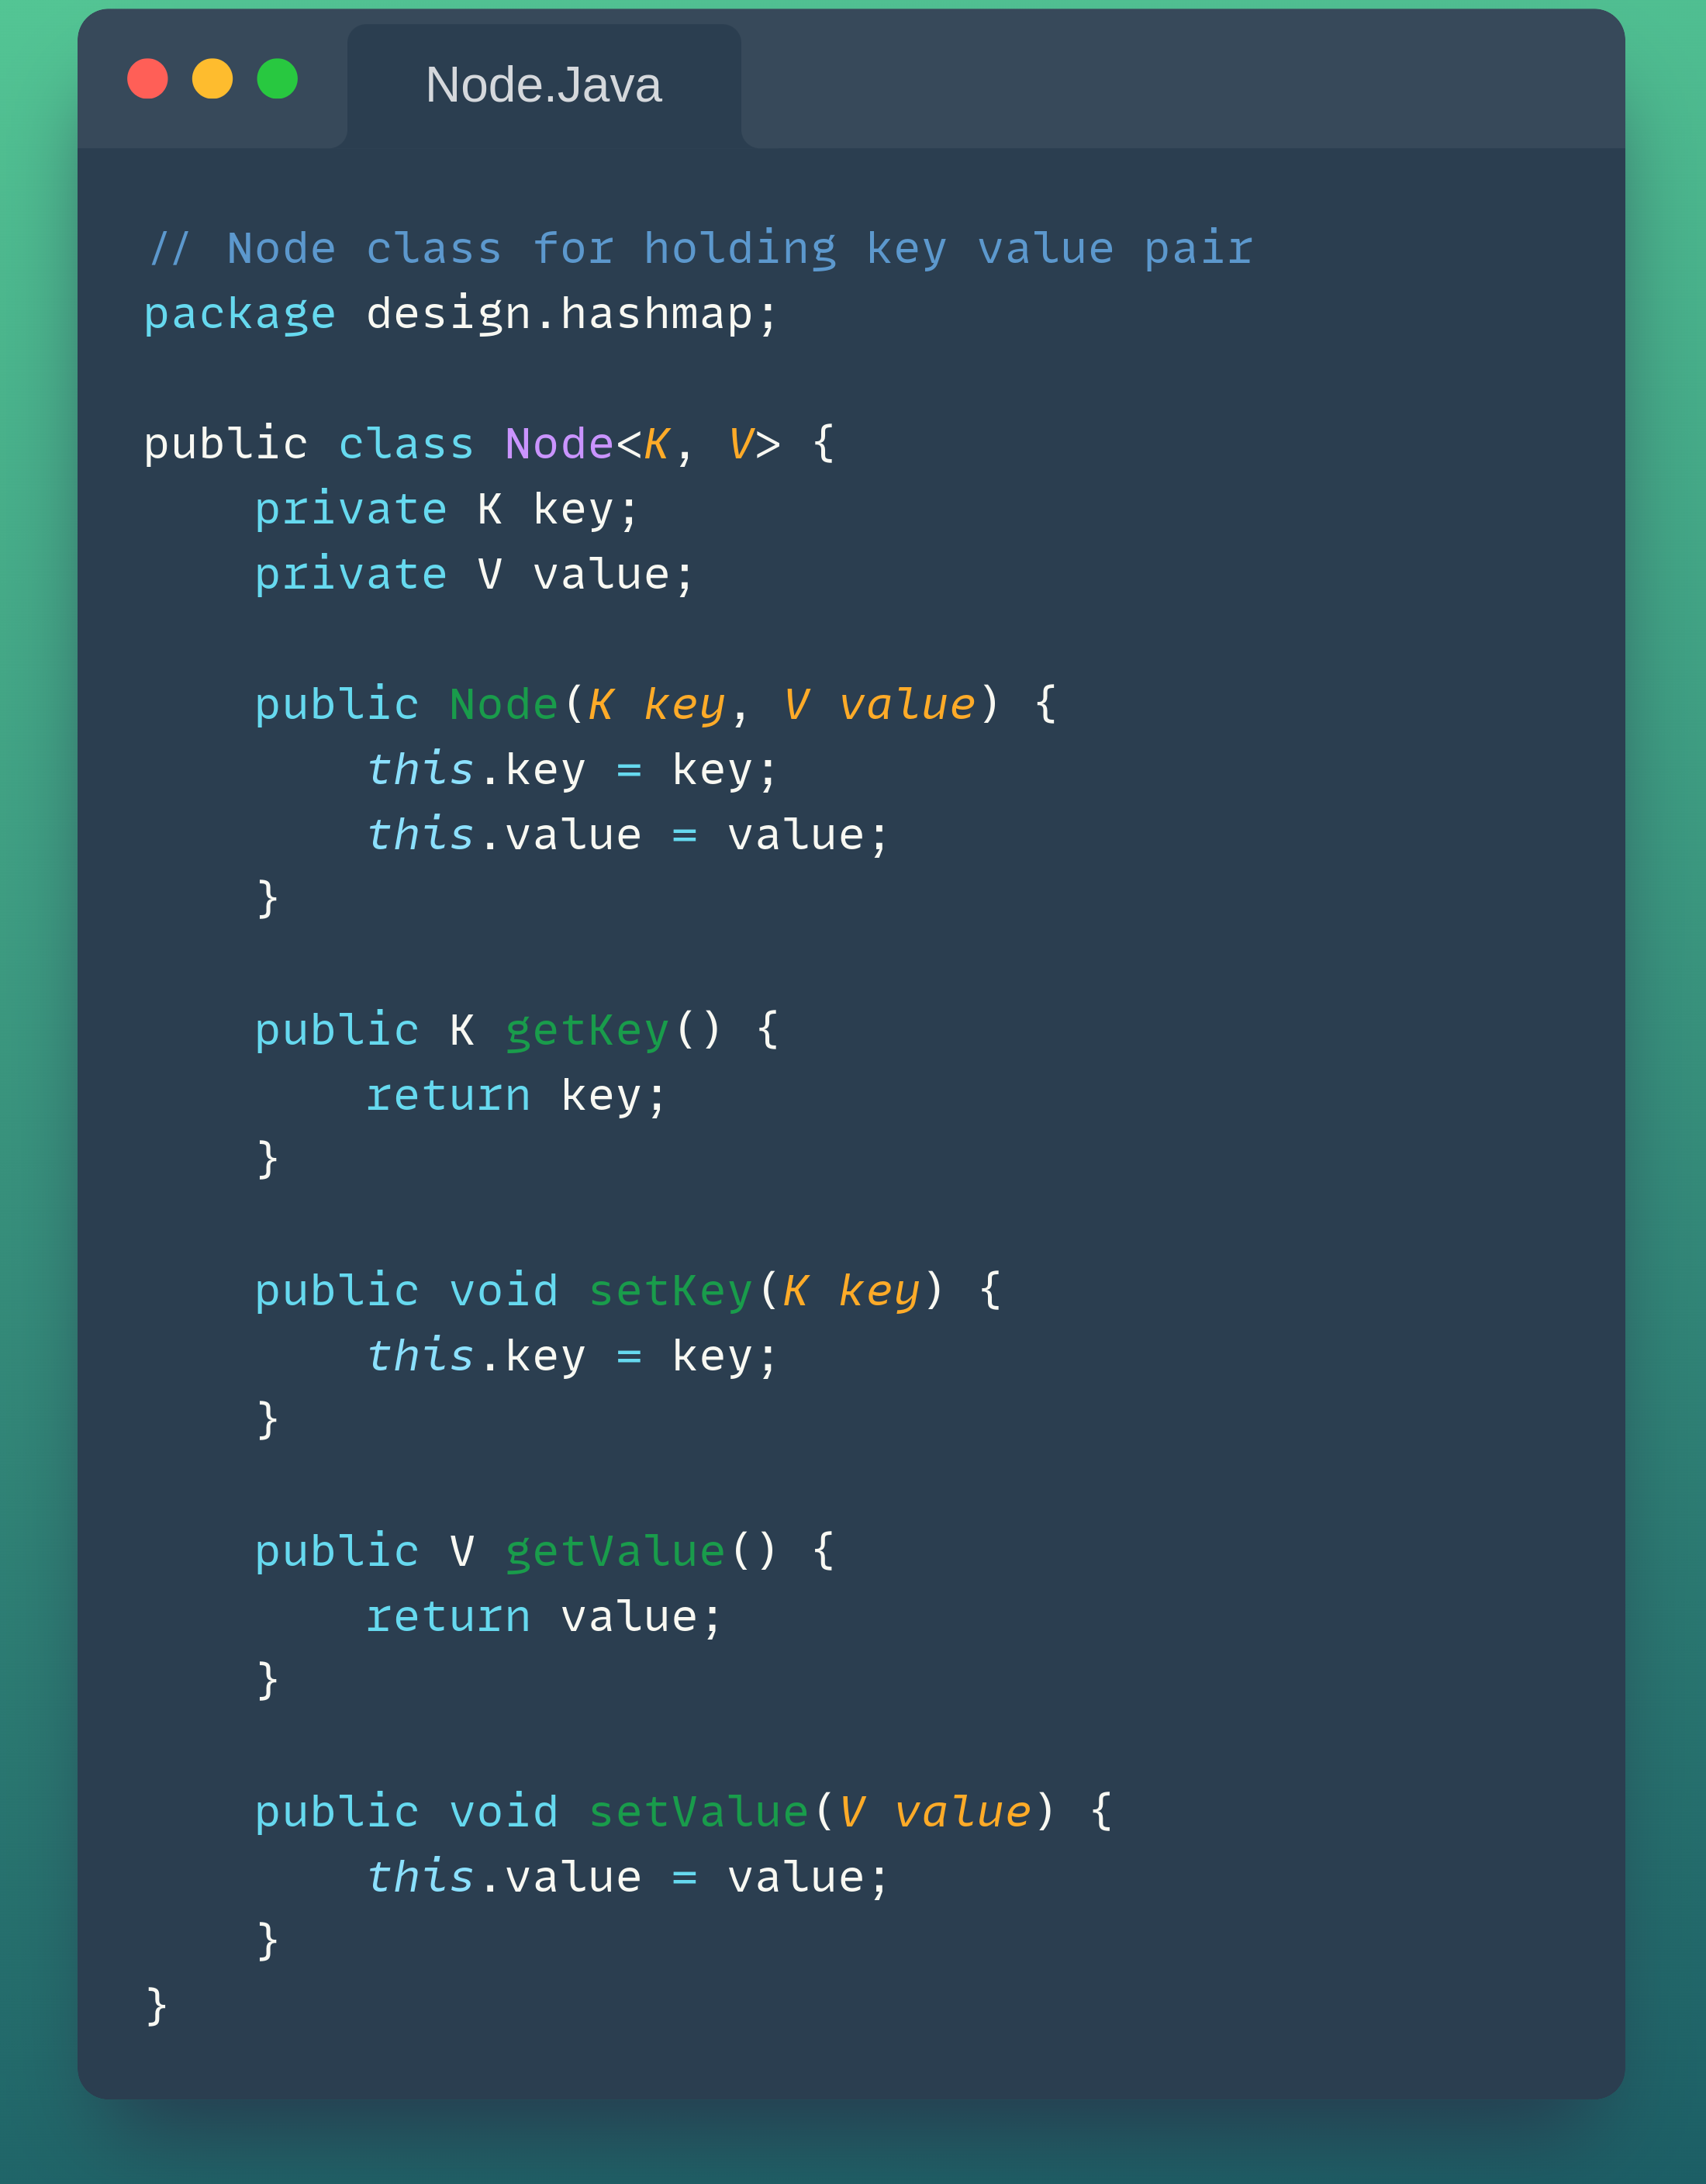 Node.Java
// Node class for holding key value pair
package design.hashmap;
public class Node<K, V> {
    private K key;
    private V value;
    public Node(K key, V value) {
        this.key = key;
        this.value = value;
    }
    public K getKey() {
        return key;
    }
    public void setKey(K key) {
        this.key = key;
    }
    public V getValue() {
        return value;
    }
    public void setValue(V value) {
        this.value = value;
    }
}